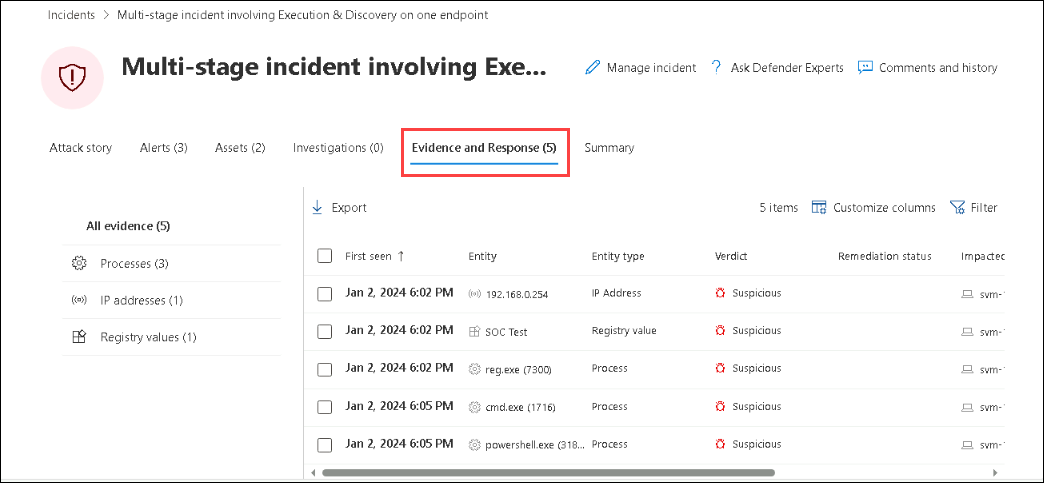 Incidents > Multi-stage incident involving Execution & Discovery on one endpoint
Multi-stage incident involving Exe...
Manage incident ? Ask Defender Experts Comments and history
Attack story Alerts (3) Assets (2) Investigations (0) Evidence and Response (5) Summary
All evidence (5)
Processes (3)
IP addresses (1)
Registry values (1)
Export 5 items Customize columns Filter
First seen ↑ Entity Entity type Verdict Remediation status Impacted
Jan 2, 2024 6:02 PM 192.168.0.254 IP Address Suspicious svm-
Jan 2, 2024 6:02 PM SOC Test Registry value Suspicious svm-
Jan 2, 2024 6:02 PM reg.exe (7300) Process Suspicious svm-
Jan 2, 2024 6:05 PM cmd.exe (1716) Process Suspicious svm-
Jan 2, 2024 6:05 PM powershell.exe (318... Process Suspicious svm-